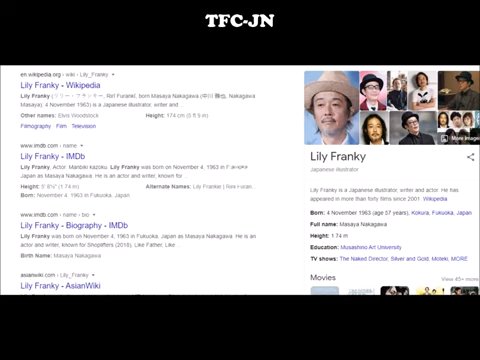 TFC-JN
en.wikipedia.org › wiki › Lily_Franky
Lily Franky - Wikipedia
Lily Franky (リリー・フランキー, Rirī Furankī, born Masaya Nakagawa (中川 雅也, Nakagawa
Masaya); 4 November 1963) is a Japanese illustrator, writer and ...
Other names: Elvis Woodstock
Height: 174 cm (5 ft 9 in)
Filmography · Film · Television
www.imdb.com › name
Lily Franky - IMDb
Lily Franky, Actor: Manbiki kazoku. Lily Franky was born on November 4, 1963 in
Japan as Masaya Nakagawa. He is an actor and writer, known for ...
Height: 5' 8½" (1.74 m)
Alternate Names: Lily Frankie | Riri Furan...
Born: November 4, 1963 in Fukuoka, Japan
www.imdb.com › name › bio
Lily Franky - Biography - IMDb
Lily Franky was born on November 4, 1963 in Fukuoka, Japan as Masaya Nakagawa. He is an
actor and writer, known for Shoplifters (2018), Like Father, Like ...
Birth Name: Masaya Nakagawa
asianwiki.com › Lily_Franky
Lily Franky - AsianWiki
More images
Lily Franky
Japanese illustrator
Lily Franky is a Japanese illustrator, writer and actor. He has
appeared in more than forty films since 2001. Wikipedia
Born: 4 November 1963 (age 57 years), Kokura, Fukuoka, Japan
Full name: Masaya Nakagawa
Height: 1.74 m
Education: Musashino Art University
TV shows: The Naked Director, Silver and Gold, Moteki, MORE
Movies
View 45+ more